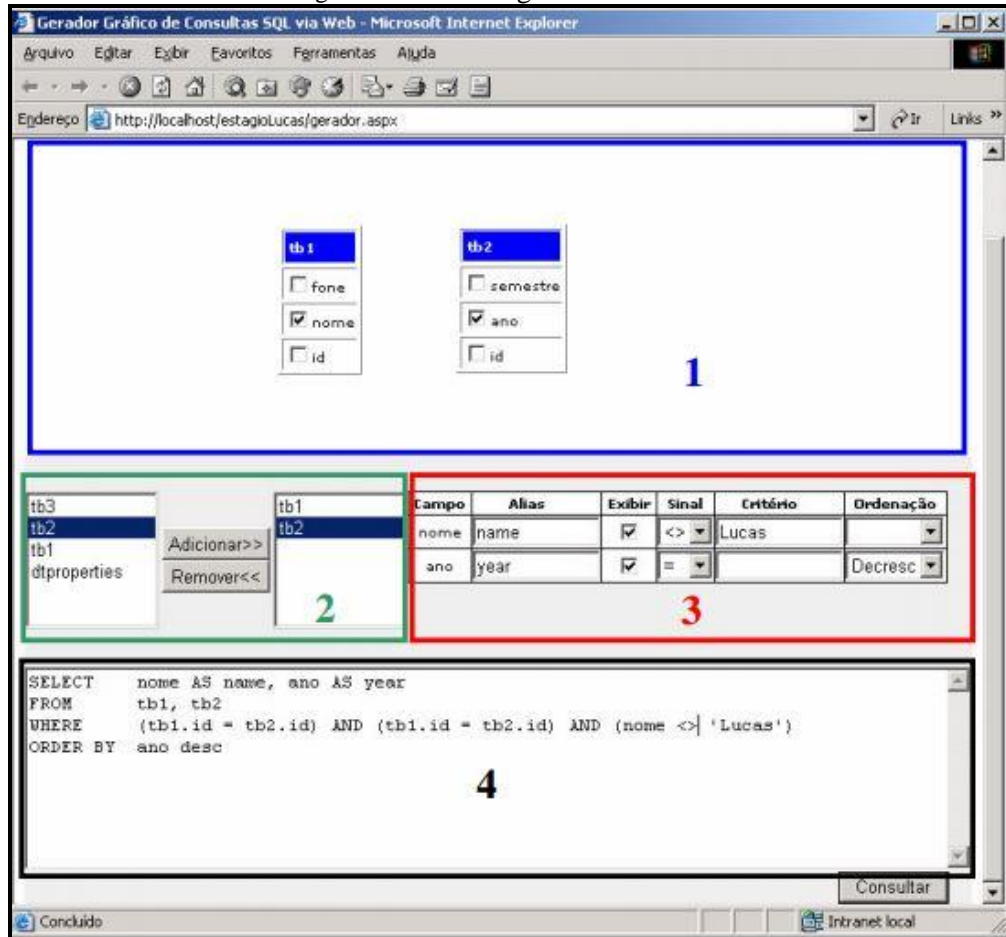 Gerador Gráfico de Consultas SQL via Web - Microsoft Internet Explorer
Arquivo Editar Exibir Favoritos Ferramentas Ajuda
Endereço http://localhost/estagioLucas/gerador.aspx Ir Links »
tb1
fone
nome
id
tb2
semestre
ano
id
1
tb3
tb2
tb1
dtproperties
Adicionar>>
Remover<<
tb1
tb2
2
Campo Alias Exibir Sinal Critério Ordenação
nome name <> Lucas
ano year = Decresc
3
SELECT nome AS name, ano AS year
FROM tb1, tb2
WHERE (tb1.id = tb2.id) AND (tb1.id = tb2.id) AND (nome <> 'Lucas')
ORDER BY ano desc
4
Consultar
Concluído Intranet local